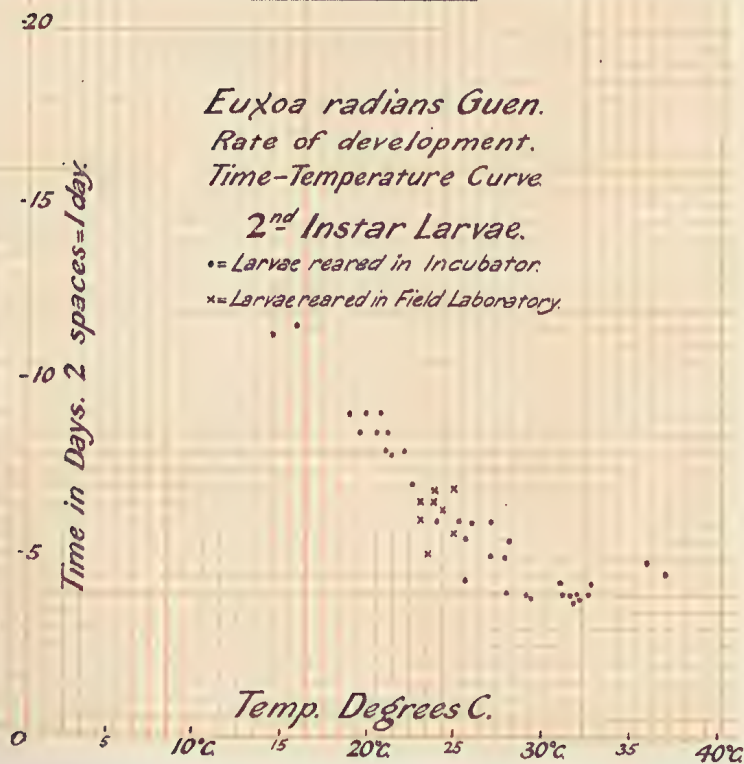 -20
Euxoa radians Guen.
Rate of development.
Time-Temperature Curve.
-15
2nd Instar Larvae.
•=Larvae reared in Incubator.
×=Larvae reared in Field Laboratory.
-10
Time in Days. 2 spaces=1 day.
-5
Temp. Degrees C.
0 5 10°C. 15 20°C. 25 30°C. 35 40°C.